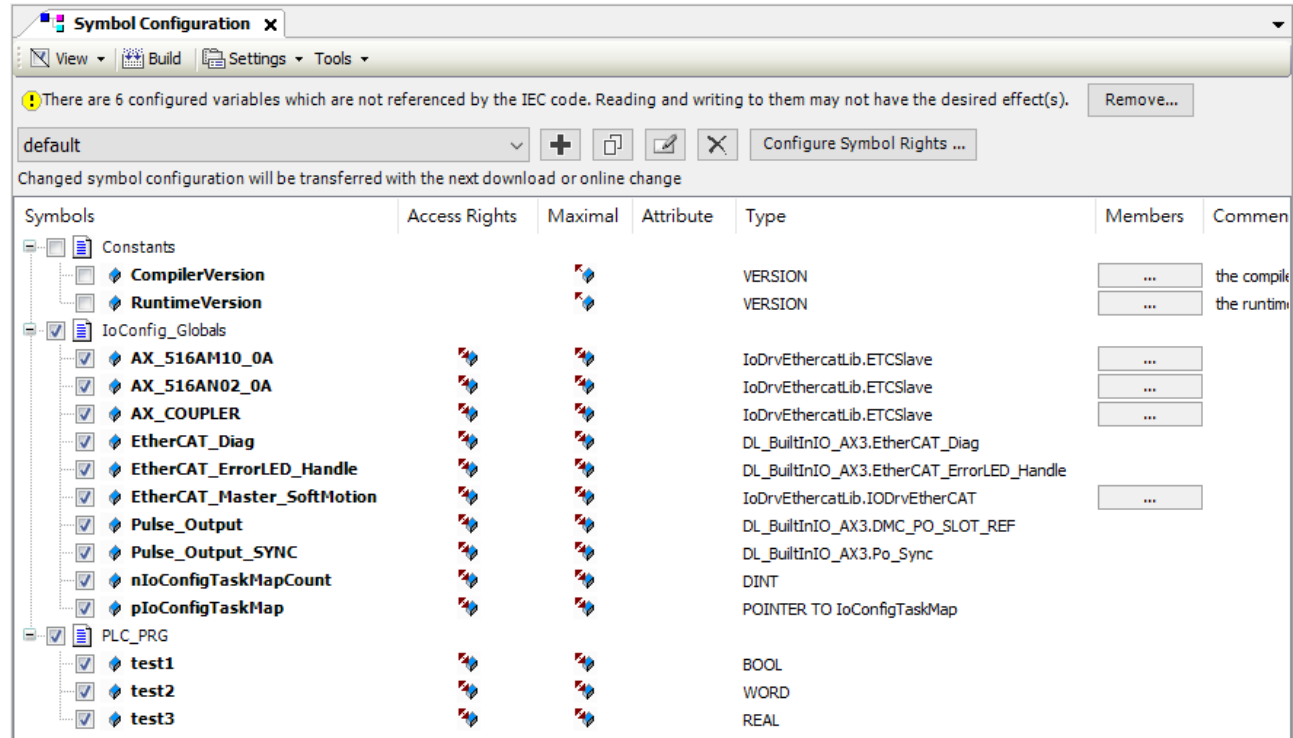 Symbol Configuration x
View Build Settings Tools
There are 6 configured variables which are not referenced by the IEC code. Reading and writing to them may not have the desired effect(s). Remove...
default Configure Symbol Rights ...
Changed symbol configuration will be transferred with the next download or online change
Symbols Access Rights Maximal Attribute Type Members Commen
Constants
CompilerVersion VERSION ... the compile
RuntimeVersion VERSION ... the runtim
IoConfig_Globals
AX_516AM10_0A IoDrvEthercatLib.ETCSlave ...
AX_516AN02_0A IoDrvEthercatLib.ETCSlave ...
AX_COUPLER IoDrvEthercatLib.ETCSlave ...
EtherCAT_Diag DL_BuiltInIO_AX3.EtherCAT_Diag
EtherCAT_ErrorLED_Handle DL_BuiltInIO_AX3.EtherCAT_ErrorLED_Handle
EtherCAT_Master_SoftMotion IoDrvEthercatLib.IODrvEtherCAT ...
Pulse_Output DL_BuiltInIO_AX3.DMC_PO_SLOT_REF
Pulse_Output_SYNC DL_BuiltInIO_AX3.Po_Sync
nIoConfigTaskMapCount DINT
pIoConfigTaskMap POINTER TO IoConfigTaskMap
PLC_PRG
test1 BOOL
test2 WORD
test3 REAL